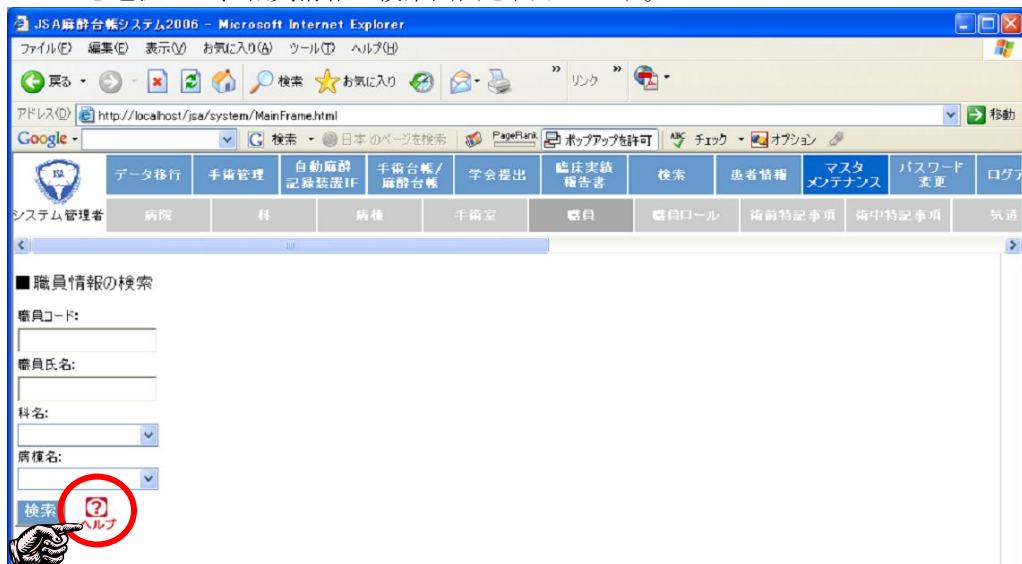 JSA麻酔台帳システム2006 - Microsoft Internet Explorer
ファイル(F) 編集(E) 表示(V) お気に入り(A) ツール(T) ヘルプ(H)
戻る 検索 お気に入り » リンク »
アドレス(D) http://localhost/jsa/system/MainFrame.html 移動
Google - G 検索 日本 のページを検索 PageRank ポップアップを許可 チェック オプション
JSA データ移行 手術管理 自動麻酔記録装置IF 手術台帳/麻酔台帳 学会提出 臨床実績報告書 検索 患者情報 マスタメンテナンス パスワード変更 ログア
システム管理者 病院 科 病棟 手術室 職員 職員ロール 術前特記事項 術中特記事項 気道
■職員情報の検索
職員コード:
職員氏名:
科名:
病棟名:
検索 ? ヘルプ